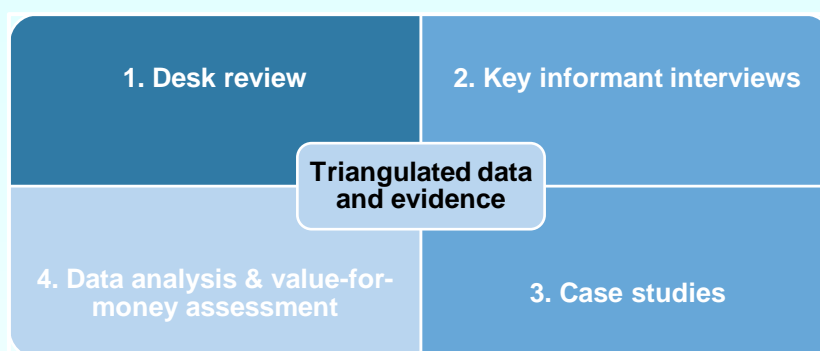 1. Desk review
2. Key informant interviews
Triangulated data
and evidence
4. Data analysis & value-for-
money assessment
3. Case studies